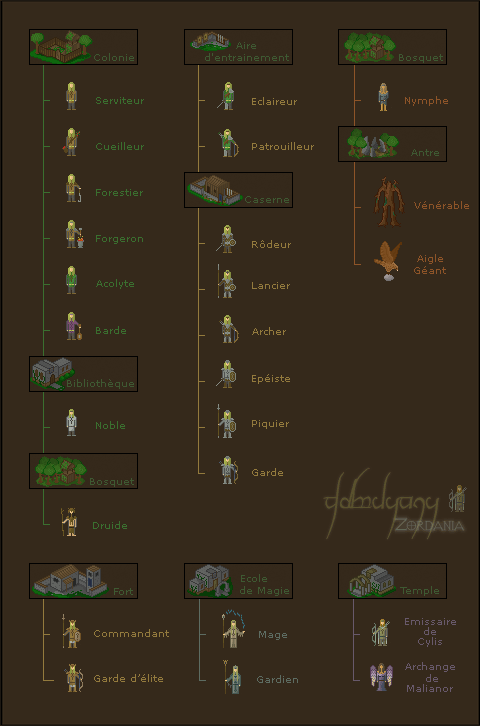 Colonie
Serviteur
Cueilleur
Forestier
Forgeron
Acolyte
Barde
Bibliothèque
Noble
Bosquet
Druide
Aire
d'entrainement
Eclaireur
Patrouilleur
Caserne
Rôdeur
Lancier
Archer
Epéiste
Piquier
Garde
Bosquet
Nymphe
Antre
Vénérable
Aigle
Géant
ZORDANIA
Fort
Commandant
Garde d'élite
Ecole
de Magie
Mage
Gardien
Temple
Emissaire
de
Cylis
Archange
de
Malianor